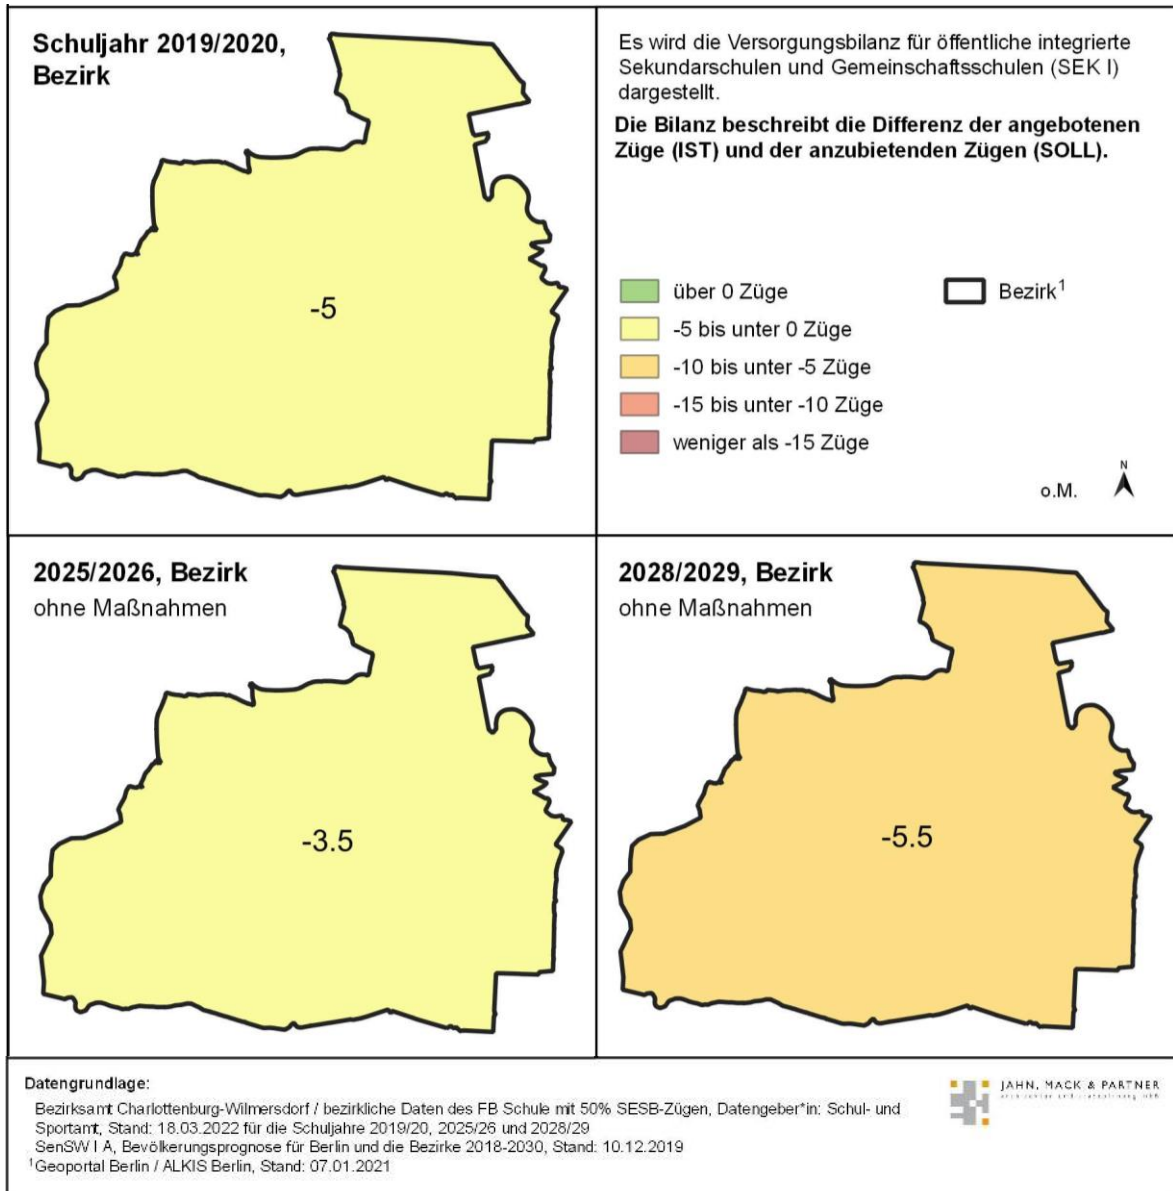 Schuljahr 2019/2020,
Bezirk
-5
Es wird die Versorgungsbilanz für öffentliche integrierte
Sekundarschulen und Gemeinschaftsschulen (SEK I)
dargestellt.
Die Bilanz beschreibt die Differenz der angebotenen
Züge (IST) und der anzubietenden Zügen (SOLL).
über 0 Züge
-5 bis unter 0 Züge
-10 bis unter -5 Züge
-15 bis unter -10 Züge
weniger als -15 Züge
Bezirk¹
o.M.
N
2025/2026, Bezirk
ohne Maßnahmen
-3.5
2028/2029, Bezirk
ohne Maßnahmen
-5.5
Datengrundlage:
Bezirksamt Charlottenburg-Wilmersdorf / bezirkliche Daten des FB Schule mit 50% SESB-Zügen, Datengeber*in: Schul- und
Sportamt, Stand: 18.03.2022 für die Schuljahre 2019/20, 2025/26 und 2028/29
SenSW I A, Bevölkerungsprognose für Berlin und die Bezirke 2018-2030, Stand: 10.12.2019
¹Geoportal Berlin / ALKIS Berlin, Stand: 07.01.2021
JAHN, MACK & PARTNER